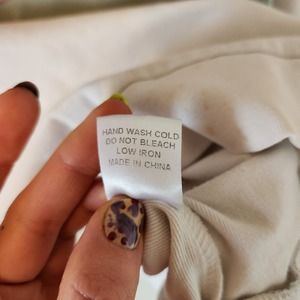 HAND WASH COLD
DO NOT BLEACH
LOW IRON
MADE IN CHINA